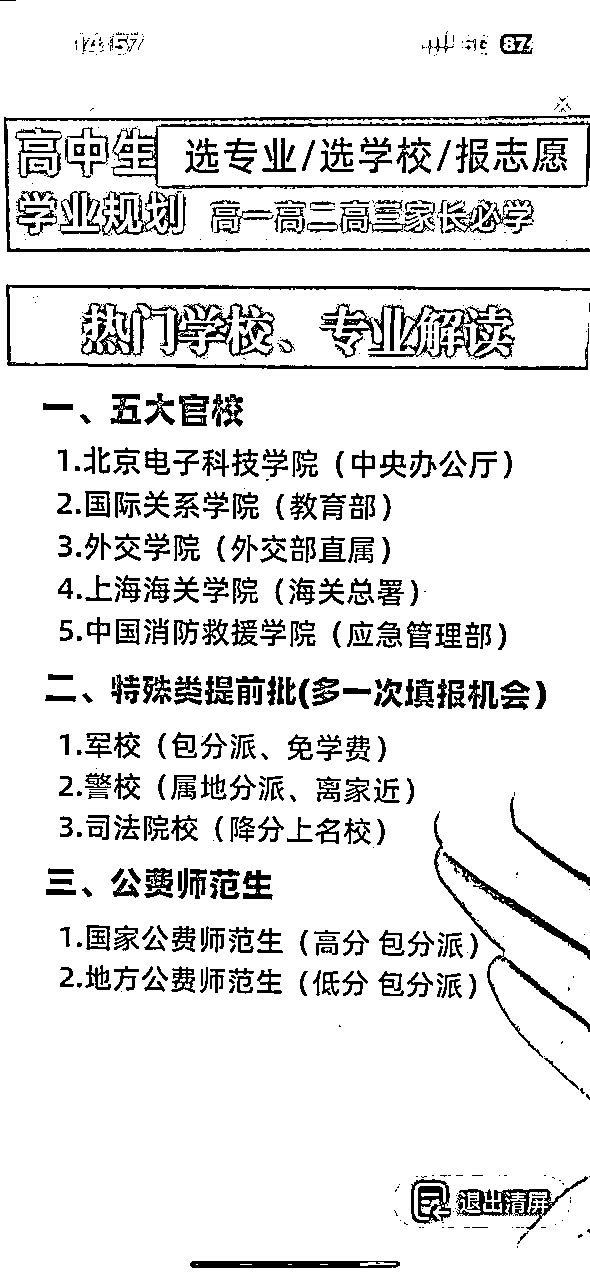 14:57
5G 87
高中生 选专业/选学校/报志愿
学业规划 高一高二高三家长必学
热门学校、专业解读
一、五大官校
1.北京电子科技学院（中央办公厅）
2.国际关系学院（教育部）
3.外交学院（外交部直属）
4.上海海关学院（海关总署）
5.中国消防救援学院（应急管理部）
二、特殊类提前批(多一次填报机会）
1.军校（包分派、免学费）
2.警校（属地分派、离家近）
3.司法院校（降分上名校）
三、公费师范生
1.国家公费师范生（高分 包分派）
2.地方公费师范生（低分 包分派）
退出清屏